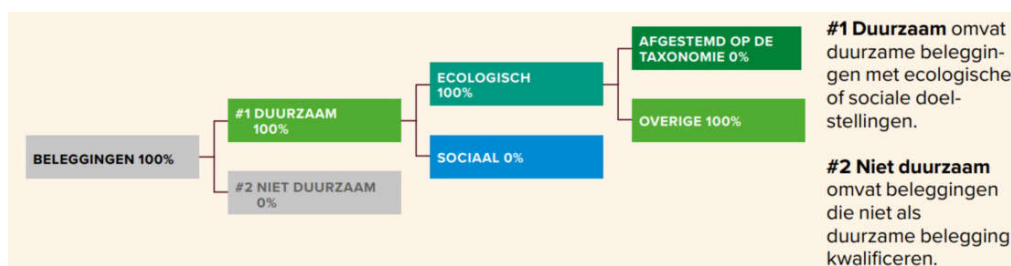 BELEGGINGEN 100%
#1 DUURZAAM
100%
#2 NIET DUURZAAM
0%
ECOLOGISCH
100%
SOCIAAL 0%
AFGESTEMD OP DE
TAXONOMIE 0%
OVERIGE 100%
#1 Duurzaam omvat
duurzame beleggin-
gen met ecologische
of sociale doel-
stellingen.
#2 Niet duurzaam
omvat beleggingen
die niet als
duurzame belegging
kwalificeren.